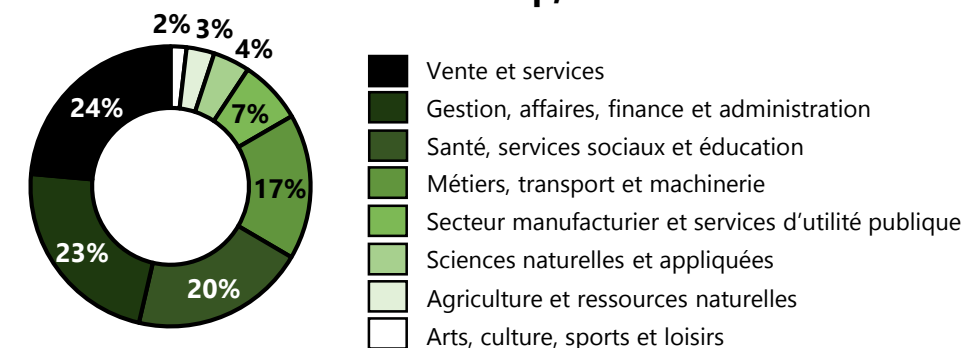 2%
3%
4%
24%
7%
17%
23%
20%
Vente et services
Gestion, affaires, finance et administration
Santé, services sociaux et éducation
Métiers, transport et machinerie
Secteur manufacturier et services d’utilité publique
Sciences naturelles et appliquées
Agriculture et ressources naturelles
Arts, culture, sports et loisirs